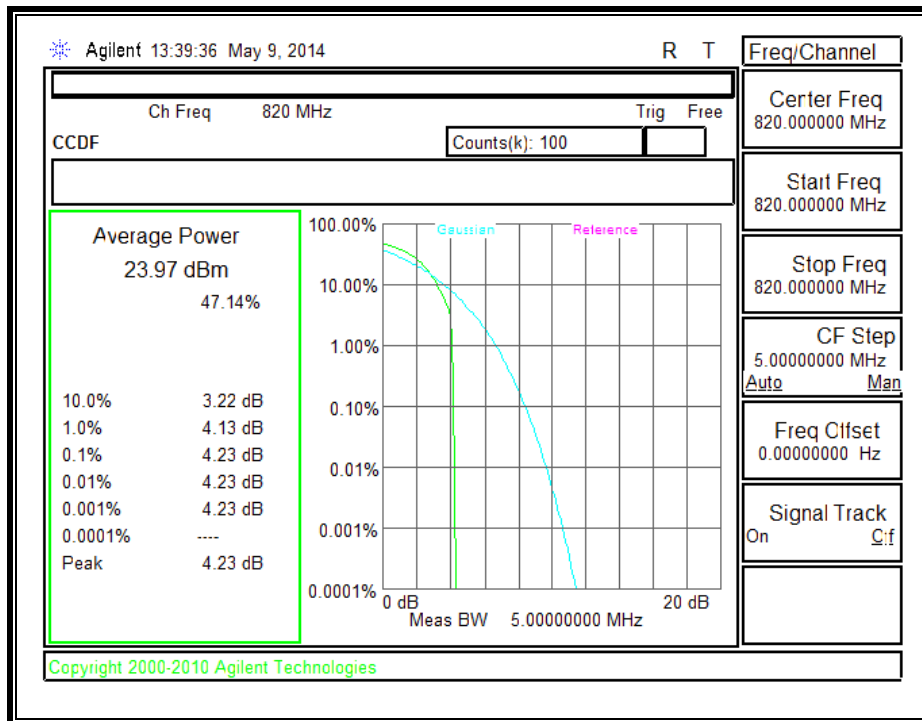 Agilent 13:39:36 May 9, 2014 R T
Freq/Channel
Ch Freq 820 MHz Trig Free
CCDF Counts(k): 100
Average Power
23.97 dBm
47.14%
10.0% 3.22 dB
1.0% 4.13 dB
0.1% 4.23 dB
0.01% 4.23 dB
0.001% 4.23 dB
0.0001% ----
Peak 4.23 dB
Gaussian Reference
100.00%
10.00%
1.00%
0.10%
0.01%
0.001%
0.0001%
0 dB 20 dB
Meas BW 5.00000000 MHz
Center Freq
820.000000 MHz
Start Freq
820.000000 MHz
Stop Freq
820.000000 MHz
CF Step
5.00000000 MHz
Auto Man
Freq Offset
0.00000000 Hz
Signal Track
On Off
Copyright 2000-2010 Agilent Technologies